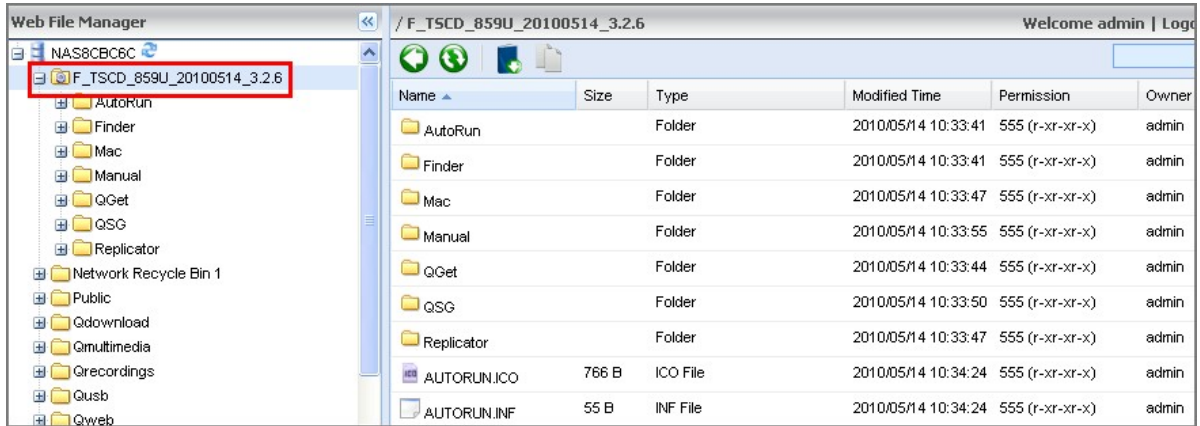 Web File Manager
NAS8CBC6C
F_TSCD_859U_20100514_3.2.6
AutoRun
Finder
Mac
Manual
QGet
QSG
Replicator
Network Recycle Bin 1
Public
Qdownload
Qmultimedia
Qrecordings
Qusb
Qweb
/ F_TSCD_859U_20100514_3.2.6 Welcome admin | Logo
Name Size Type Modified Time Permission Owner
AutoRun Folder 2010/05/14 10:33:41 555 (r-xr-xr-x) admin
Finder Folder 2010/05/14 10:33:41 555 (r-xr-xr-x) admin
Mac Folder 2010/05/14 10:33:47 555 (r-xr-xr-x) admin
Manual Folder 2010/05/14 10:33:55 555 (r-xr-xr-x) admin
QGet Folder 2010/05/14 10:33:44 555 (r-xr-xr-x) admin
QSG Folder 2010/05/14 10:33:50 555 (r-xr-xr-x) admin
Replicator Folder 2010/05/14 10:33:47 555 (r-xr-xr-x) admin
AUTORUN.ICO 766 B ICO File 2010/05/14 10:34:24 555 (r-xr-xr-x) admin
AUTORUN.INF 55 B INF File 2010/05/14 10:34:24 555 (r-xr-xr-x) admin